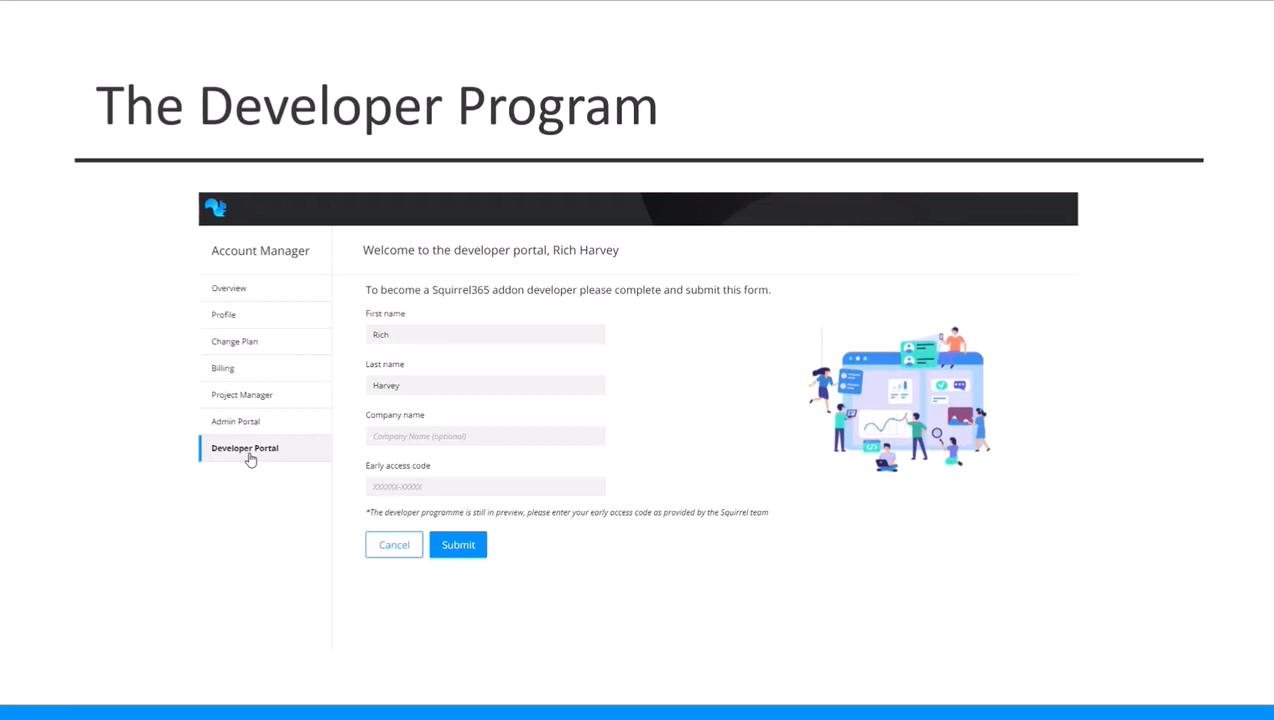 The Developer Program
Account Manager
Overview
Profile
Change Plan
Billing
Project Manager
Admin Portal
Developer Portal
Welcome to the developer portal, Rich Harvey
To become a Squirrel365 addon developer please complete and submit this form.
First name
Rich
Last name
Harvey
Company name
Company Name (optional)
Early access code
XXXXXX-XXXXX
*The developer programme is still in preview, please enter your early access code as provided by the Squirrel team
Cancel
Submit